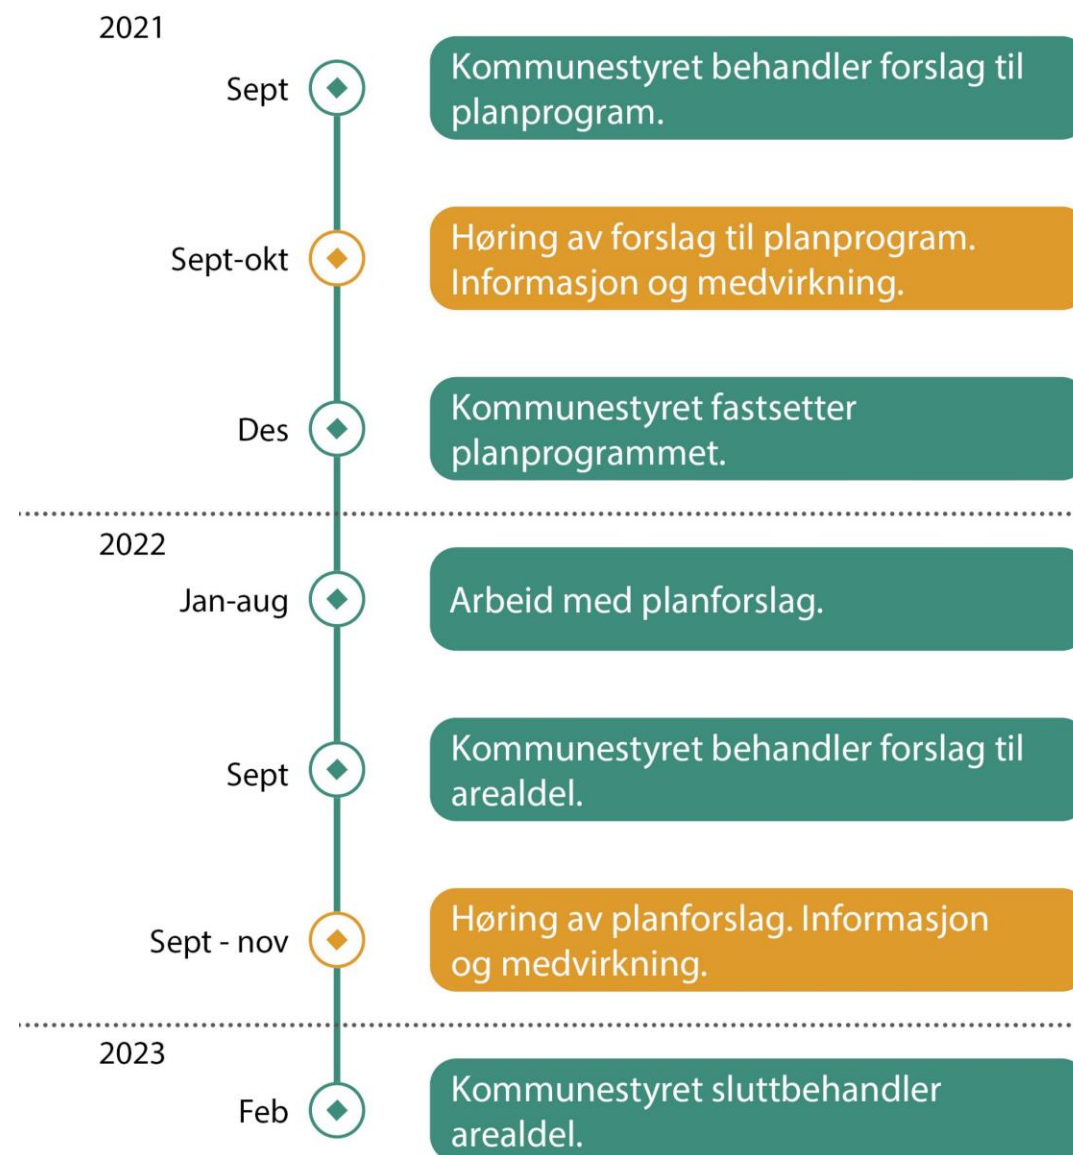 2021
Sept
Kommunestyret behandler forslag til
planprogram.
Sept-okt
Høring av forslag til planprogram.
Informasjon og medvirkning.
Des
Kommunestyret fastsetter
planprogrammet.
2022
Jan-aug
Arbeid med planforslag.
Sept
Kommunestyret behandler forslag til
arealdel.
Sept - nov
Høring av planforslag. Informasjon
og medvirkning.
2023
Feb
Kommunestyret sluttbehandler
arealdel.